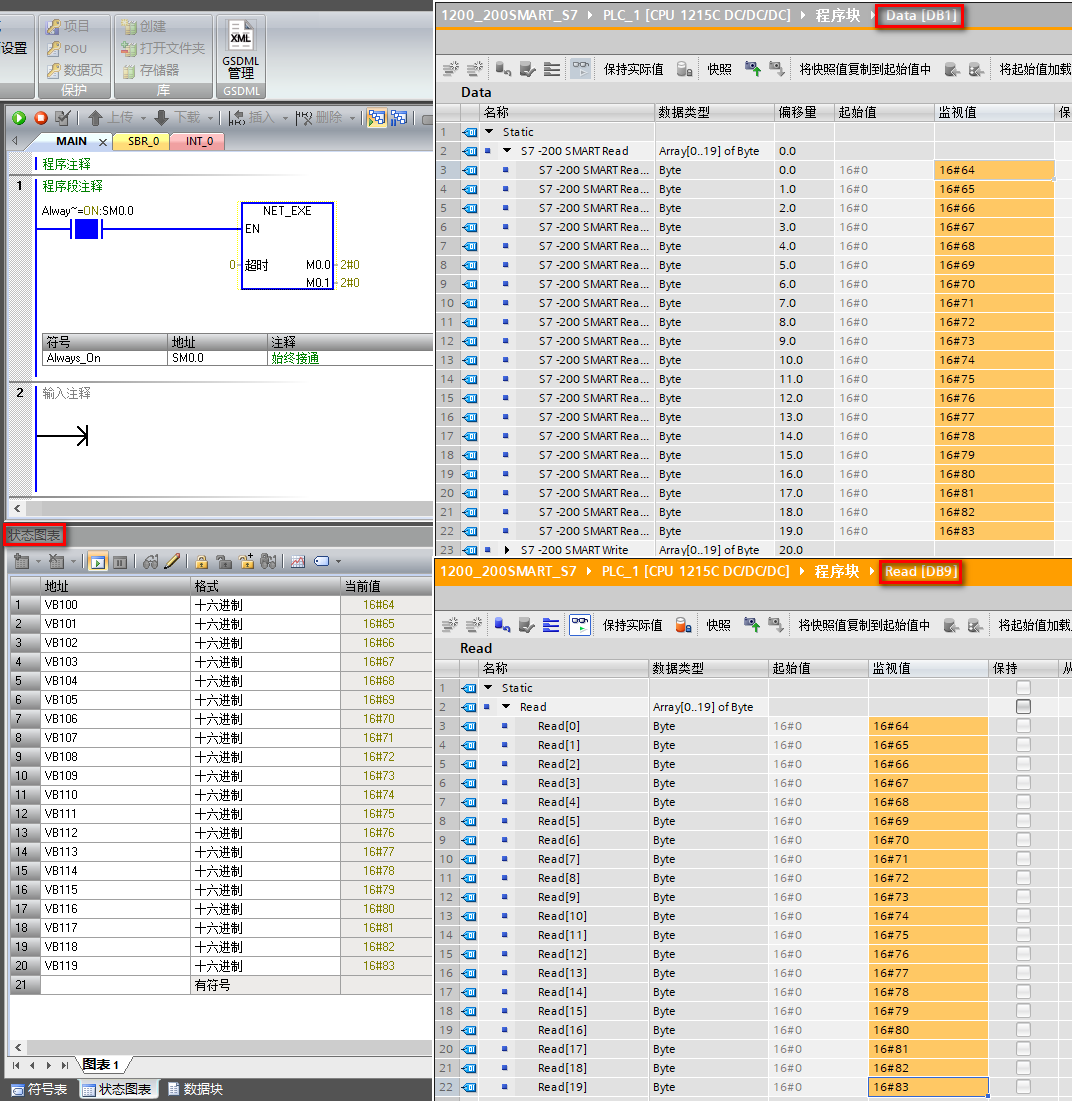 项目
POU
数据页
保护
创建
打开文件夹
存储器
库
XML
GSDML
管理
GSDML
设置
上传
下载
插入
删除
MAIN
SBR_0
INT_0
程序注释
1 程序段注释
Alway~=ON:SM0.0
NET_EXE
EN
0 超时 M0.0 2#0
M0.1 2#0
符号 地址 注释
Always_On SM0.0 始终接通
2 输入注释
状态图表
地址 格式 当前值
1 VB100 十六进制 16#64
2 VB101 十六进制 16#65
3 VB102 十六进制 16#66
4 VB103 十六进制 16#67
5 VB104 十六进制 16#68
6 VB105 十六进制 16#69
7 VB106 十六进制 16#70
8 VB107 十六进制 16#71
9 VB108 十六进制 16#72
10 VB109 十六进制 16#73
11 VB110 十六进制 16#74
12 VB111 十六进制 16#75
13 VB112 十六进制 16#76
14 VB113 十六进制 16#77
15 VB114 十六进制 16#78
16 VB115 十六进制 16#79
17 VB116 十六进制 16#80
18 VB117 十六进制 16#81
19 VB118 十六进制 16#82
20 VB119 十六进制 16#83
21 有符号
图表 1
符号表 状态图表 数据块
1200_200SMART_S7 PLC_1 [CPU 1215C DC/DC/DC] 程序块 Data [DB1]
保持实际值 快照 将快照值复制到起始值中 将起始值加载
Data
名称 数据类型 偏移量 起始值 监视值 保
1 Static
2 S7 -200 SMART Read Array[0..19] of Byte 0.0
3 S7 -200 SMART Rea... Byte 0.0 16#0 16#64
4 S7 -200 SMART Rea... Byte 1.0 16#0 16#65
5 S7 -200 SMART Rea... Byte 2.0 16#0 16#66
6 S7 -200 SMART Rea... Byte 3.0 16#0 16#67
7 S7 -200 SMART Rea... Byte 4.0 16#0 16#68
8 S7 -200 SMART Rea... Byte 5.0 16#0 16#69
9 S7 -200 SMART Rea... Byte 6.0 16#0 16#70
10 S7 -200 SMART Rea... Byte 7.0 16#0 16#71
11 S7 -200 SMART Rea... Byte 8.0 16#0 16#72
12 S7 -200 SMART Rea... Byte 9.0 16#0 16#73
13 S7 -200 SMART Rea... Byte 10.0 16#0 16#74
14 S7 -200 SMART Rea... Byte 11.0 16#0 16#75
15 S7 -200 SMART Rea... Byte 12.0 16#0 16#76
16 S7 -200 SMART Rea... Byte 13.0 16#0 16#77
17 S7 -200 SMART Rea... Byte 14.0 16#0 16#78
18 S7 -200 SMART Rea... Byte 15.0 16#0 16#79
19 S7 -200 SMART Rea... Byte 16.0 16#0 16#80
20 S7 -200 SMART Rea... Byte 17.0 16#0 16#81
21 S7 -200 SMART Rea... Byte 18.0 16#0 16#82
22 S7 -200 SMART Rea... Byte 19.0 16#0 16#83
23 S7 -200 SMART Write Array[0..19] of Byte 20.0
1200_200SMART_S7 PLC_1 [CPU 1215C DC/DC/DC] 程序块 Read [DB9]
保持实际值 快照 将快照值复制到起始值中 将起始值加载
Read
名称 数据类型 起始值 监视值 保持 从
1 Static
2 Read Array[0..19] of Byte
3 Read[0] Byte 16#0 16#64
4 Read[1] Byte 16#0 16#65
5 Read[2] Byte 16#0 16#66
6 Read[3] Byte 16#0 16#67
7 Read[4] Byte 16#0 16#68
8 Read[5] Byte 16#0 16#69
9 Read[6] Byte 16#0 16#70
10 Read[7] Byte 16#0 16#71
11 Read[8] Byte 16#0 16#72
12 Read[9] Byte 16#0 16#73
13 Read[10] Byte 16#0 16#74
14 Read[11] Byte 16#0 16#75
15 Read[12] Byte 16#0 16#76
16 Read[13] Byte 16#0 16#77
17 Read[14] Byte 16#0 16#78
18 Read[15] Byte 16#0 16#79
19 Read[16] Byte 16#0 16#80
20 Read[17] Byte 16#0 16#81
21 Read[18] Byte 16#0 16#82
22 Read[19] Byte 16#0 16#83